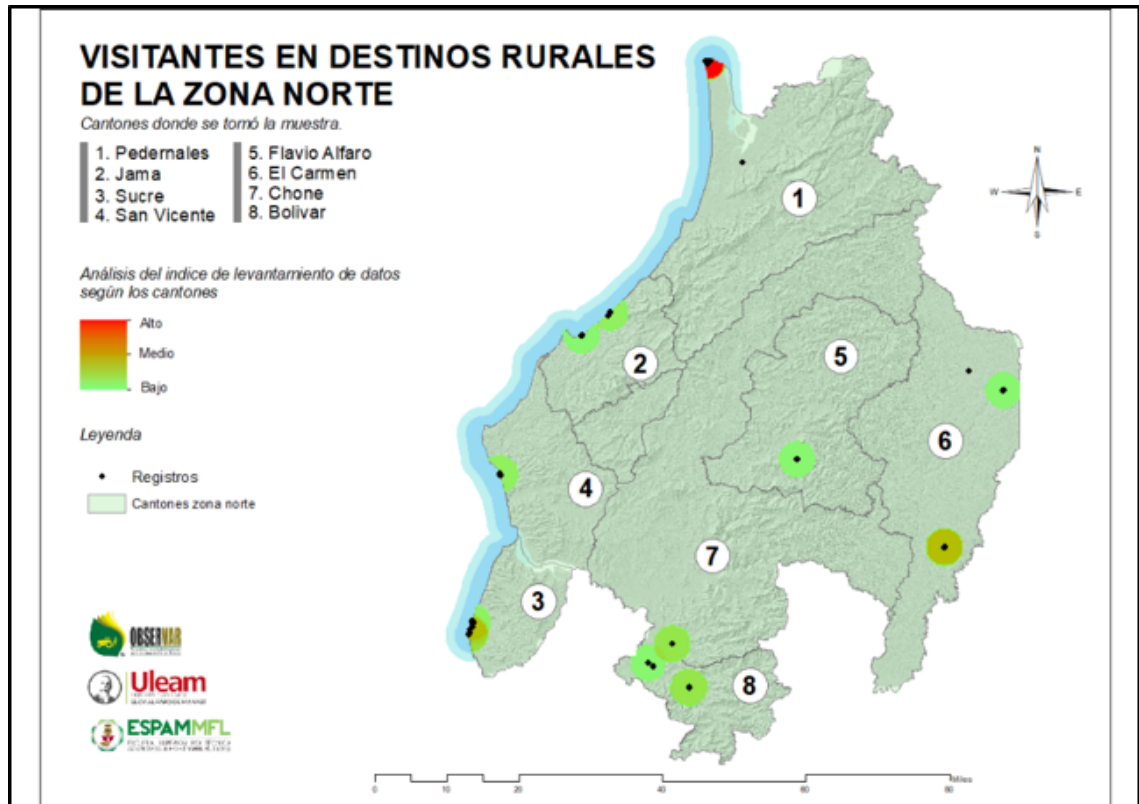 VISITANTES EN DESTINOS RURALES
DE LA ZONA NORTE
Cantones donde se tomó la muestra.
1. Pedernales
2. Jama
3. Sucre
4. San Vicente
5. Flavio Alfaro
6. El Carmen
7. Chone
8. Bolivar
Análisis del indice de levantamiento de datos
según los cantones
Alto
Medio
Bajo
Leyenda
Registros
Cantones zona norte
OBSERVAR
Uleam
ESPAMMFL
N
W
E
S
1
2
5
6
4
7
3
8
0
20
40
60
80
Miles